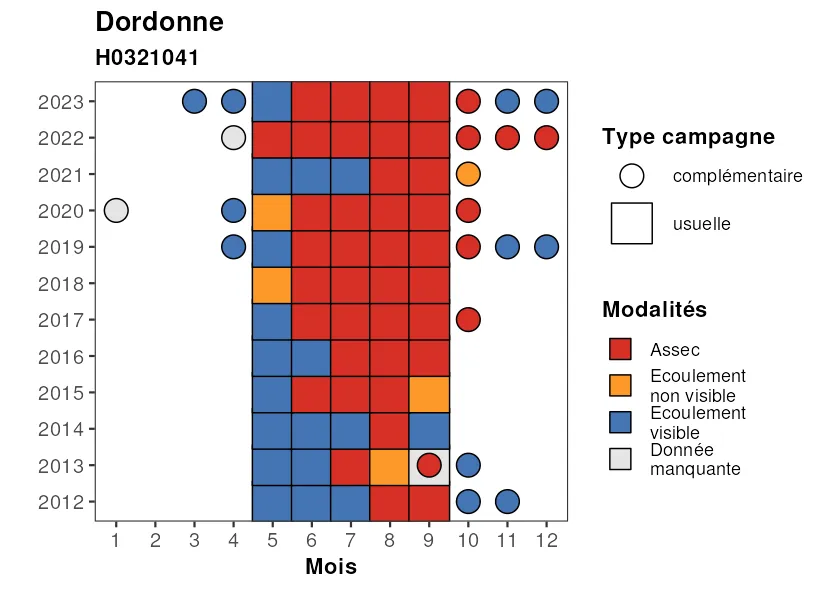 Dordonne
H0321041
2023
2022
2021
2020
2019
2018
2017
2016
2015
2014
2013
2012
1 2 3 4 5 6 7 8 9 10 11 12
Mois
Type campagne
complémentaire
usuelle
Modalités
Assec
Ecoulement
non visible
Ecoulement
visible
Donnée
manquante